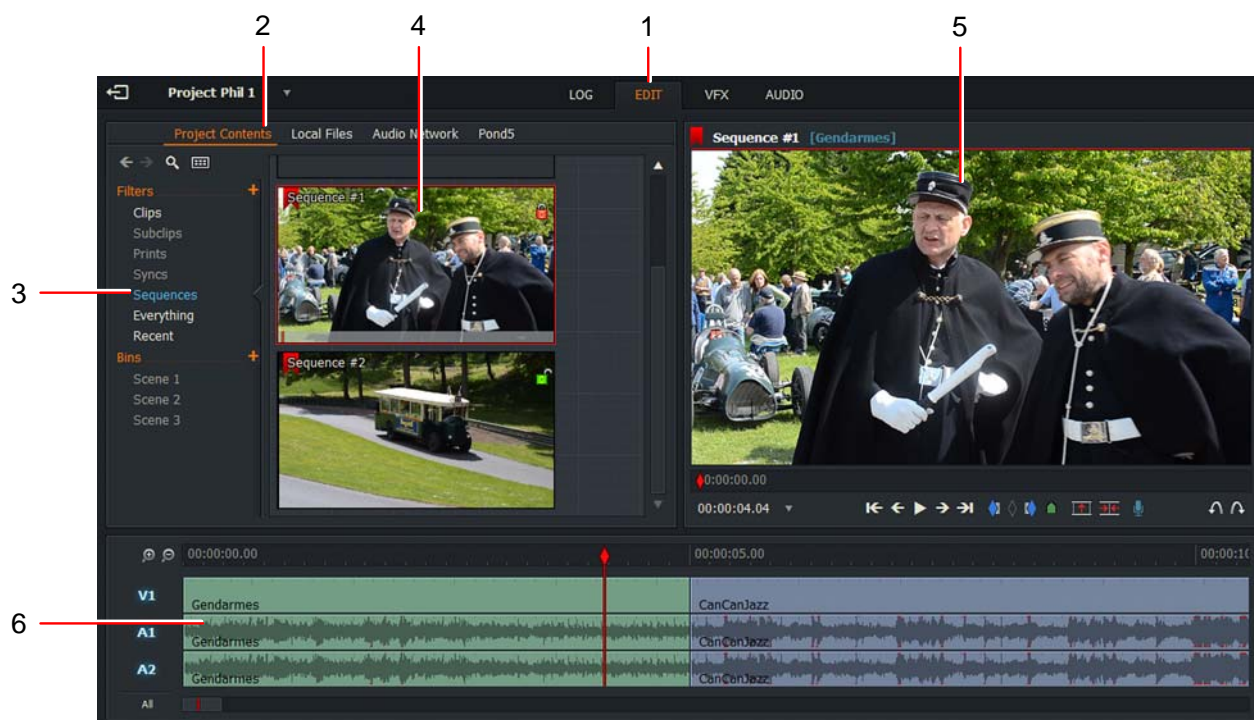 2 4 1 5
Project Phil 1
LOG EDIT VFX AUDIO
Project Contents Local Files Audio Network Pond5
Filters +
Clips
Subclips
Prints
Syncs
3
Sequences
Everything
Recent
Bins +
Scene 1
Scene 2
Scene 3
Sequence #1
Sequence #2
Sequence #1 [Gendarmes]
0:00:00.00
00:00:04.04
00:00:00.00 00:00:05.00 00:00:10
V1
Gendarmes CanCanJazz
6
A1
Gendarmes CanCanJazz
A2
Gendarmes CanCanJazz
All